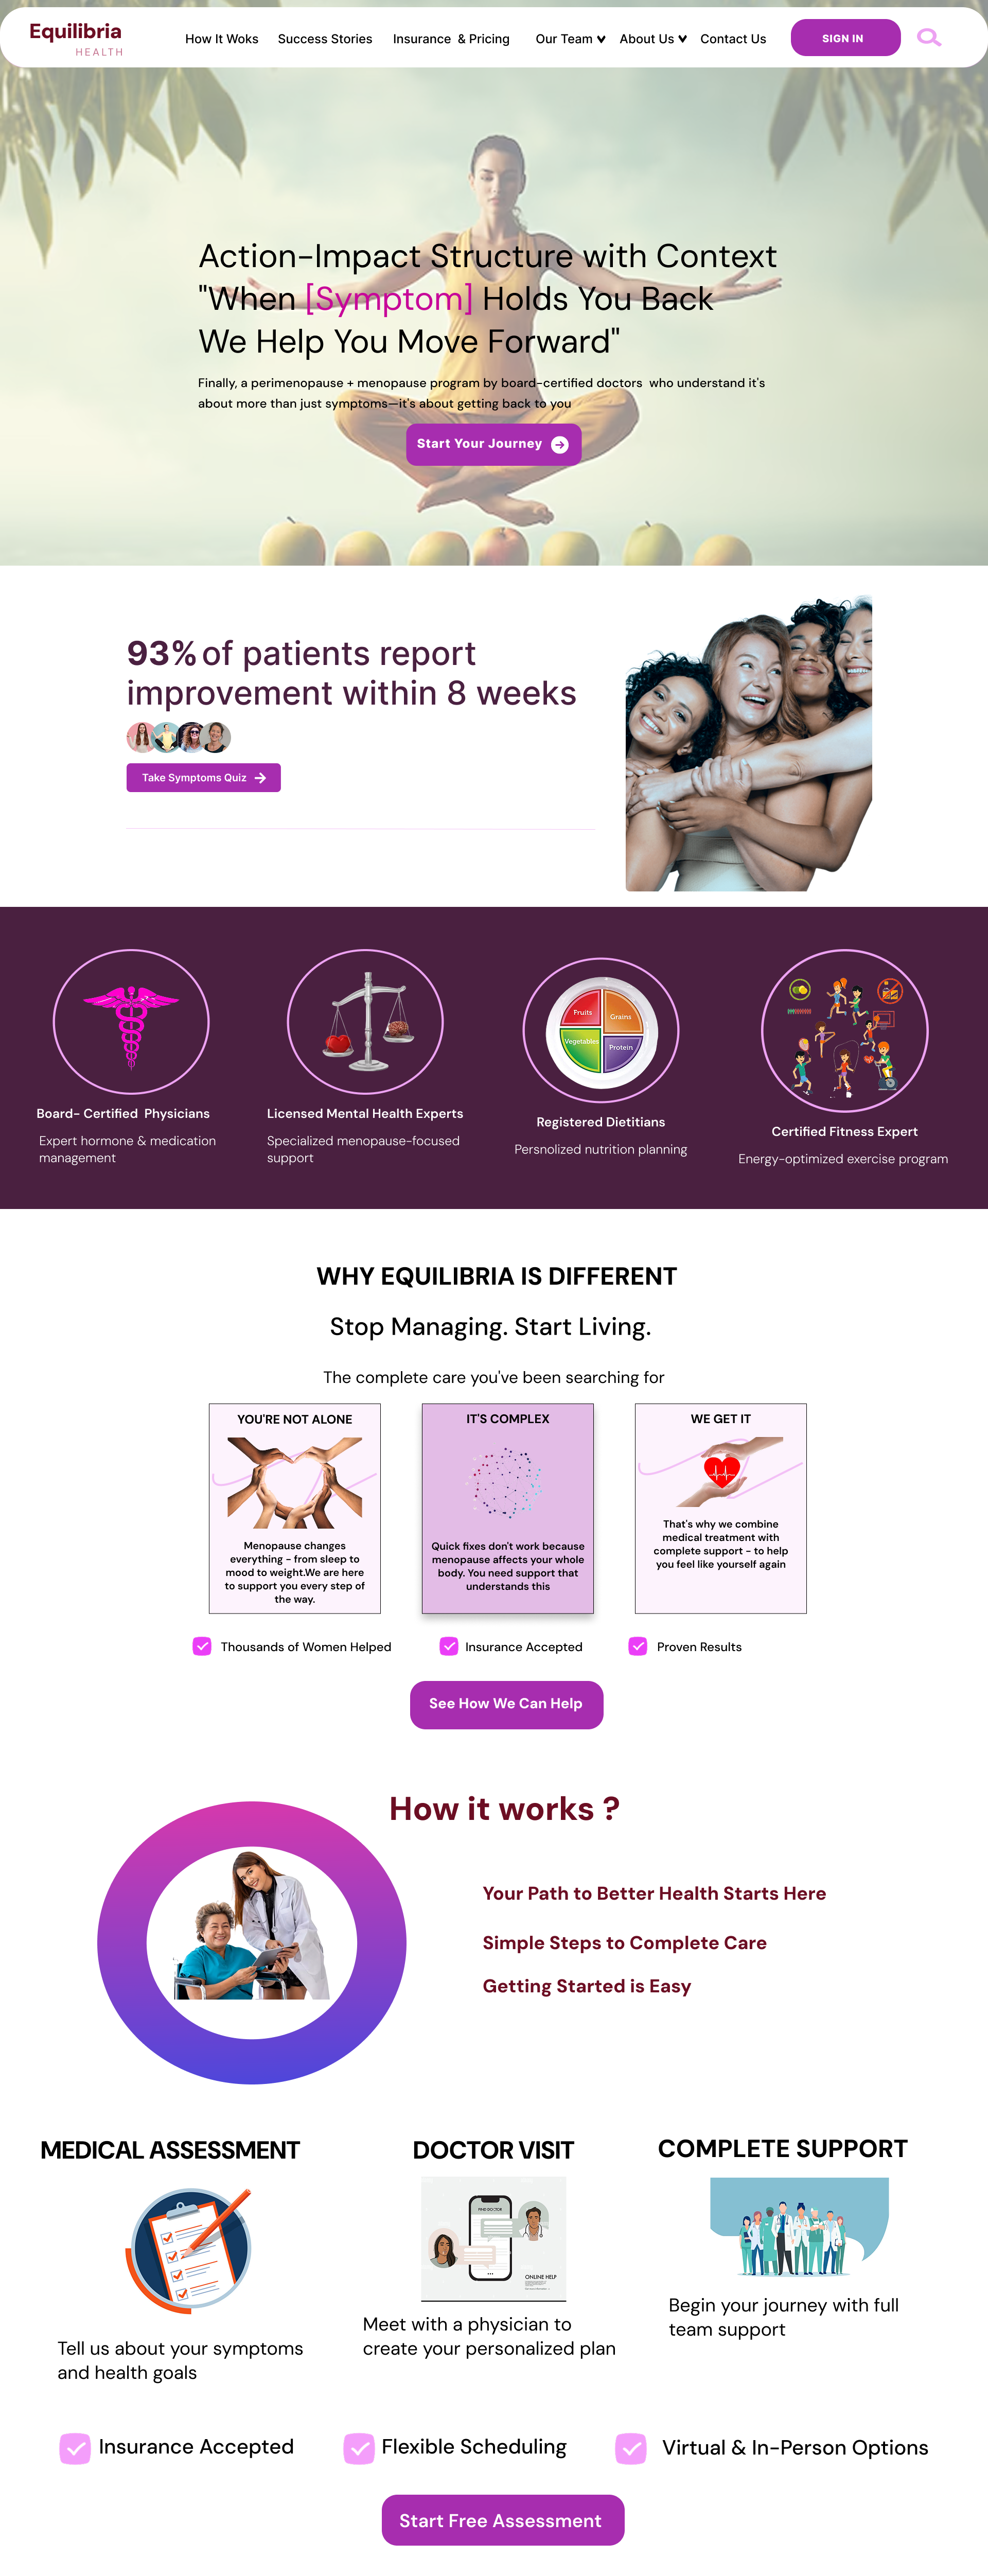 Equilibria
HEALTH
How It Woks
Success Stories
Insurance & Pricing
Our Team
About Us
Contact Us
SIGN IN
Action-Impact Structure with Context
"When [Symptom] Holds You Back
We Help You Move Forward"
Finally, a perimenopause + menopause program by board-certified doctors who understand it's
about more than just symptoms—it's about getting back to you
Start Your Journey
93% of patients report
improvement within 8 weeks
Take Symptoms Quiz
Fruits
Grains
Vegetables
Protein
Board- Certified Physicians
Expert hormone & medication
management
Licensed Mental Health Experts
Specialized menopause-focused
support
Registered Dietitians
Persnolized nutrition planning
Certified Fitness Expert
Energy-optimized exercise program
WHY EQUILIBRIA IS DIFFERENT
Stop Managing. Start Living.
The complete care you've been searching for
YOU'RE NOT ALONE
Menopause changes
everything - from sleep to
mood to weight.We are here
to support you every step of
the way.
IT'S COMPLEX
Quick fixes don't work because
menopause affects your whole
body. You need support that
understands this
WE GET IT
That's why we combine
medical treatment with
complete support - to help
you feel like yourself again
Thousands of Women Helped
Insurance Accepted
Proven Results
See How We Can Help
How it works ?
Your Path to Better Health Starts Here
Simple Steps to Complete Care
Getting Started is Easy
MEDICAL ASSESSMENT
Tell us about your symptoms
and health goals
DOCTOR VISIT
FIND DOCTOR
ONLINE HELP
Meet with a physician to
create your personalized plan
COMPLETE SUPPORT
Begin your journey with full
team support
Insurance Accepted
Flexible Scheduling
Virtual & In-Person Options
Start Free Assessment